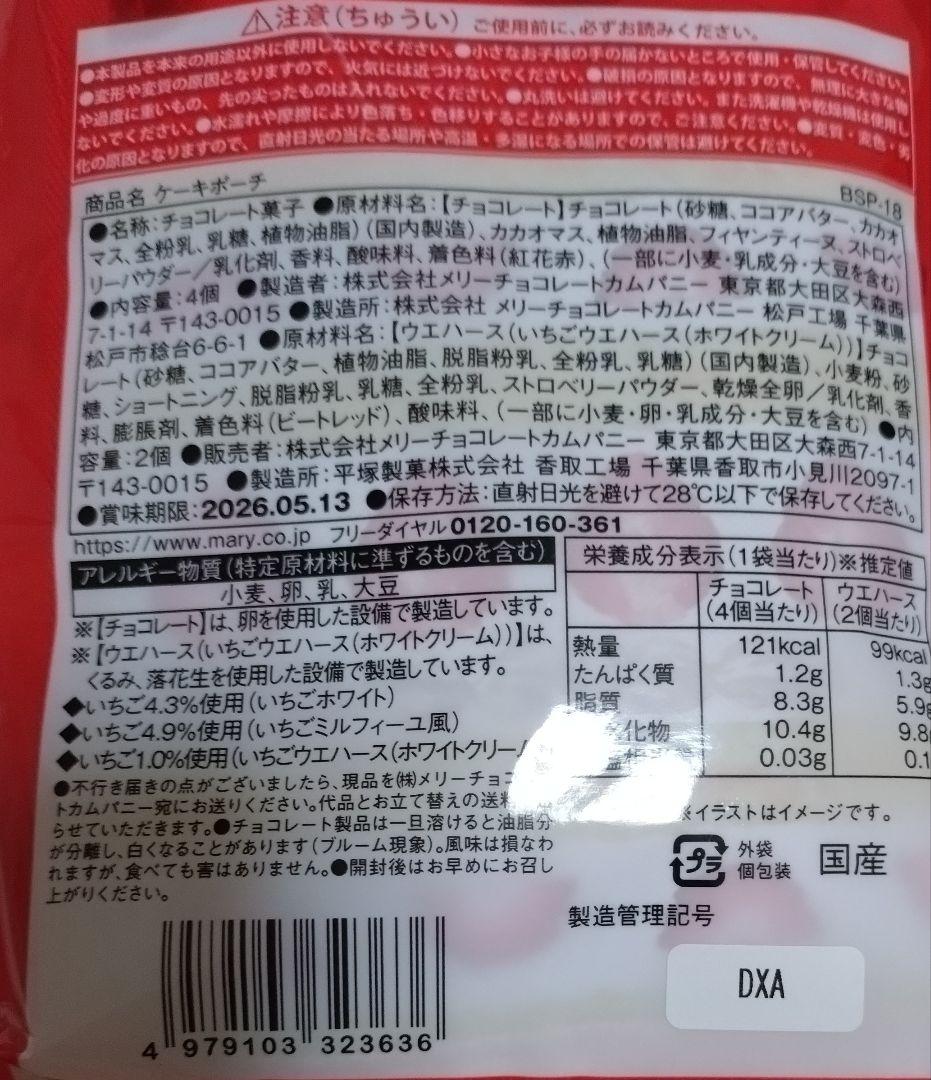 ⚠注意(ちゅうい) ご使用前に、必ずお読みください。
●本製品を本来の用途以外に使用しないでください。●小さなお子様の手の届かないところで使用・保管してください。
●変形や変質の原因となりますので、火気には近づけないでください。●破損の原因となりますので、無理に大きな物
や過度に重いもの、先の尖ったものは入れないでください。●丸洗いは避けてください。また洗濯機や乾燥機は使用し
ないでください。●水濡れや摩擦により色落ち・色移りすることがありますので、ご注意ください。●変質・変色・劣
化の原因となりますので、直射日光の当たる場所や高温・多湿になる場所での保管は避けてください。
商品名 ケーキポーチ BSP-18
●名称:チョコレート菓子 ●原材料名:【チョコレート】チョコレート(砂糖、ココアバター、カカオ
マス、全粉乳、乳糖、植物油脂)(国内製造)、カカオマス、植物油脂、フィヤンティーヌ、ストロベ
リーパウダー/乳化剤、香料、酸味料、着色料(紅花赤)、(一部に小麦・乳成分・大豆を含む)
●内容量:4個 ●製造者:株式会社メリーチョコレートカムパニー 東京都大田区大森西
7-1-14 〒143-0015 ●製造所:株式会社 メリーチョコレートカムパニー 松戸工場 千葉県
松戸市稔台6-6-1 ●原材料名:【ウエハース(いちごウエハース(ホワイトクリーム))】チョコ
レート(砂糖、ココアバター、植物油脂、脱脂粉乳、全粉乳、乳糖)(国内製造)、小麦粉、砂
糖、ショートニング、脱脂粉乳、乳糖、全粉乳、ストロベリーパウダー、乾燥全卵/乳化剤、香
料、膨脹剤、着色料(ビートレッド)、酸味料、(一部に小麦・卵・乳成分・大豆を含む) ●内
容量:2個 ●販売者:株式会社メリーチョコレートカムパニー 東京都大田区大森西7-1-14
〒143-0015 ●製造所:平塚製菓株式会社 香取工場 千葉県香取市小見川2097-1
●賞味期限:2026.05.13 ●保存方法:直射日光を避けて28℃以下で保存してください。
https://www.mary.co.jp フリーダイヤル0120-160-361
アレルギー物質(特定原材料に準ずるものを含む)
小麦、卵、乳、大豆
※【チョコレート】は、卵を使用した設備で製造しています。
※【ウエハース(いちごウエハース(ホワイトクリーム))】は、
くるみ、落花生を使用した設備で製造しています。
◆いちご4.3%使用(いちごホワイト)
◆いちご4.9%使用(いちごミルフィーユ風)
◆いちご1.0%使用(いちごウエハース(ホワイトクリー
●不行き届きの点がございましたら、現品を㈱メリーチョコ
トカムパニー宛にお送りください。代品とお立て替えの送料
らせていただきます。●チョコレート製品は一旦溶けると油脂分
が分離し、白くなることがあります(ブルーム現象)。風味は損なわ
れますが、食べても害はありません。●開封後はお早めにお召し
上がりください。
栄養成分表示(1袋当たり)※推定値
チョコレート ウエハース
(4個当たり) (2個当たり)
熱量 121kcal 99kcal
たんぱく質 1.2g 1.3g
脂質 8.3g 5.9g
化物 10.4g 9.8g
0.03g 0.1
※イラストはイメージです。
プラ 外袋 個包装 国産
製造管理記号
DXA
4 979103 323636